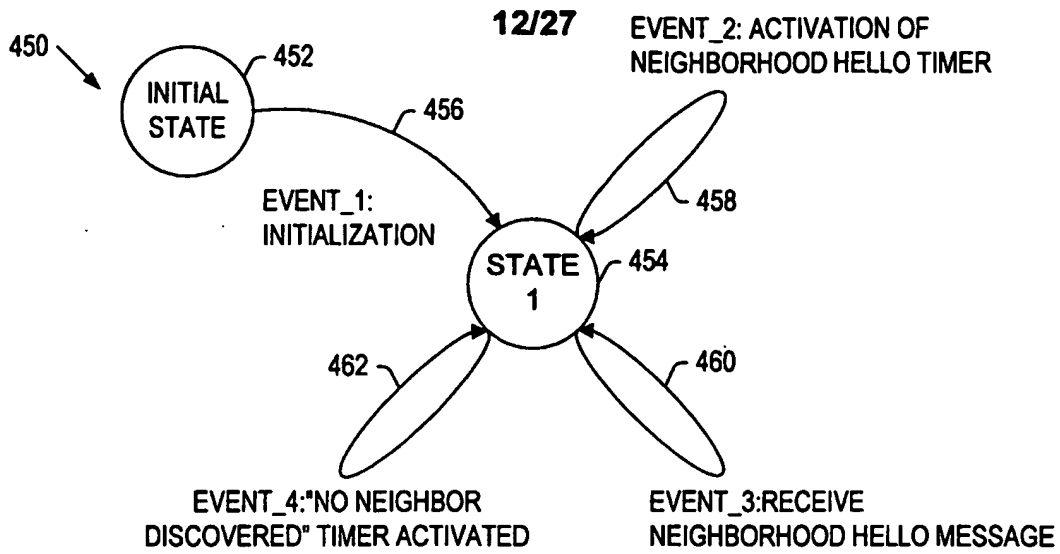 12/27
450
452
INITIAL
STATE
456
EVENT_1:
INITIALIZATION
EVENT_2: ACTIVATION OF
NEIGHBORHOOD HELLO TIMER
458
STATE
1
454
462
460
EVENT_4:"NO NEIGHBOR
DISCOVERED" TIMER ACTIVATED
EVENT_3:RECEIVE
NEIGHBORHOOD HELLO MESSAGE